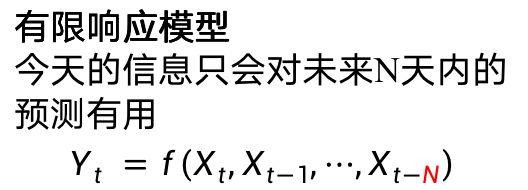 有限响应模型
今天的信息只会对未来N天内的
预测有用
Y_t = f(X_t, X_{t-1}, ⋯, X_{t-N})